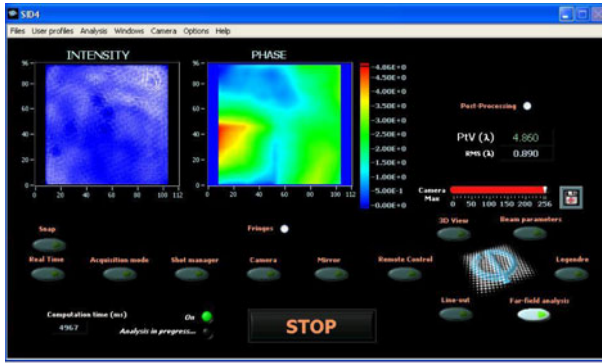 SID4
Files User profiles Analysis Windows Camera Options Help
INTENSITY
PHASE
96
80
60
40
20
0
0 20 40 60 80 100 112
96
80
60
40
20
0
0 20 40 60 80 100 112
4.86E+0
4.50E+0
4.00E+0
3.50E+0
3.00E+0
2.50E+0
2.00E+0
1.50E+0
1.00E+0
5.00E-1
0.00E+0
Post-Processing
PtV (λ) 4.860
RMS (λ) 0.890
Camera Max
0 50 100 150 200 256
3D View Beam parameters
Snap
Fringes
Real Time Acquisition mode Shot manager Camera Mirror Remote Control Legendre
Line-out Far-field analysis
Computation time (ms)
4967
On
Analysis in progress...
STOP